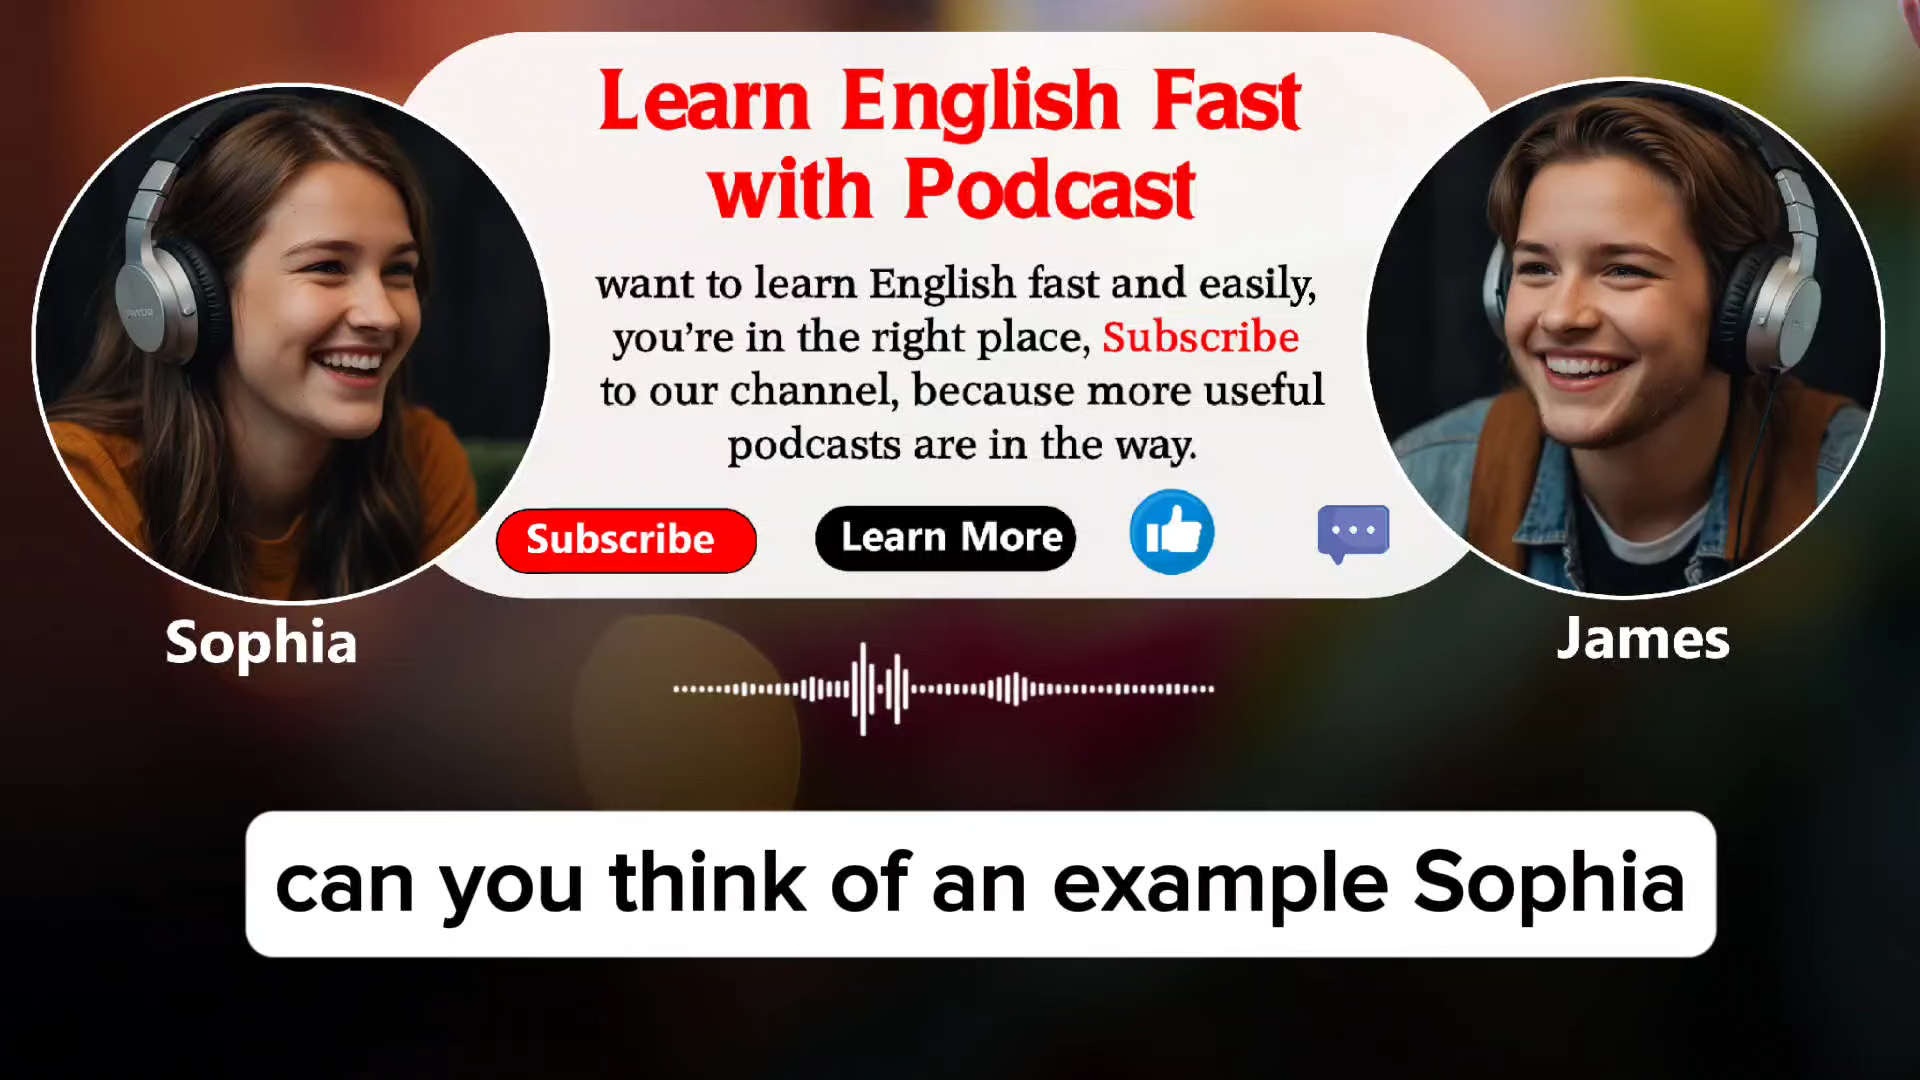 Learn English Fast
with Podcast
want to learn English fast and easily,
you're in the right place, Subscribe
to our channel, because more useful
podcasts are in the way.
Subscribe
Learn More
Sophia
James
can you think of an example Sophia